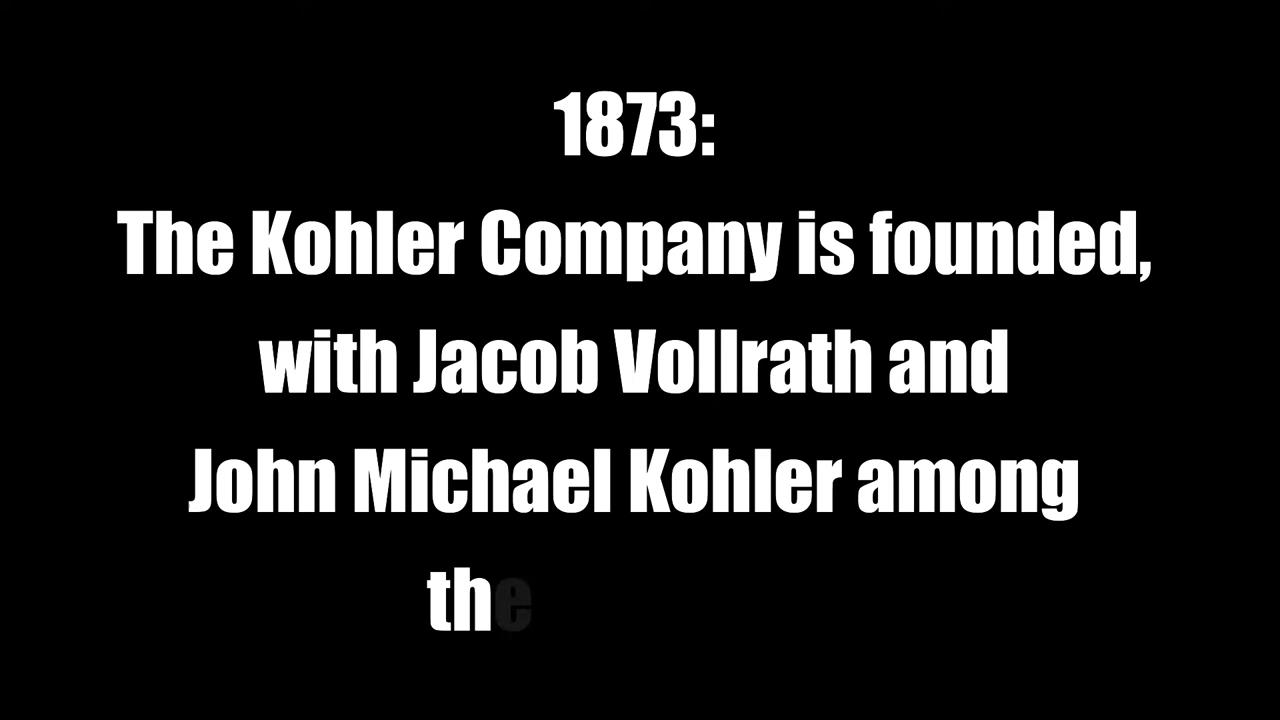 1873:
The Kohler Company is founded,
with Jacob Vollrath and
John Michael Kohler among
the